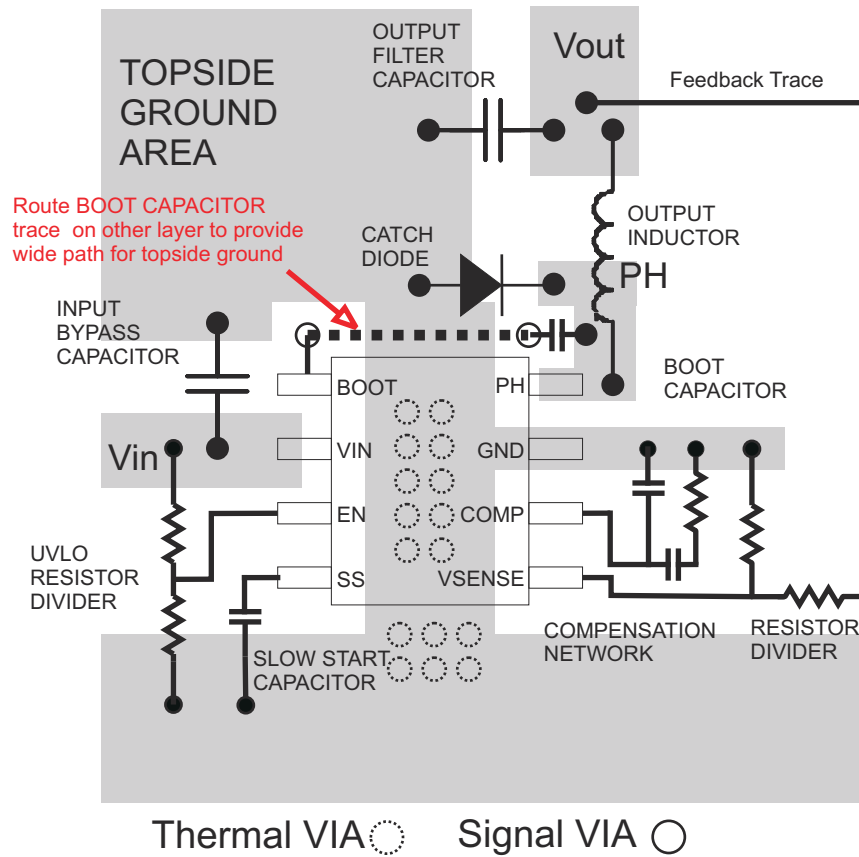 OUTPUT
FILTER
CAPACITOR
Vout
TOPSIDE
GROUND
AREA
Feedback Trace
Route BOOT CAPACITOR
trace on other layer to provide
wide path for topside ground
CATCH
DIODE
OUTPUT
INDUCTOR
PH
INPUT
BYPASS
CAPACITOR
BOOT
CAPACITOR
BOOT
PH
Vin
VIN
GND
EN
COMP
SS
VSENSE
UVLO
RESISTOR
DIVIDER
SLOW START
CAPACITOR
COMPENSATION
NETWORK
RESISTOR
DIVIDER
Thermal VIA
Signal VIA